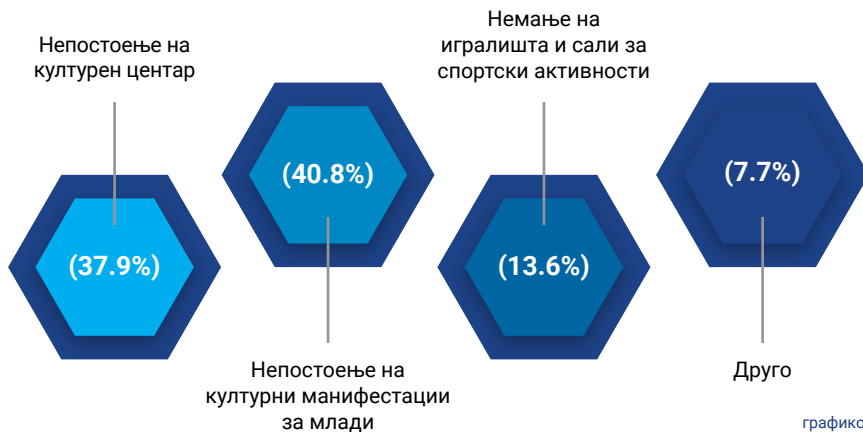 Непостоење на
културен центар
Немање на
игралишта и сали за
спортски активности
(37.9%)
(40.8%)
(13.6%)
(7.7%)
Непостоење на
културни манифестации
за млади
Друго